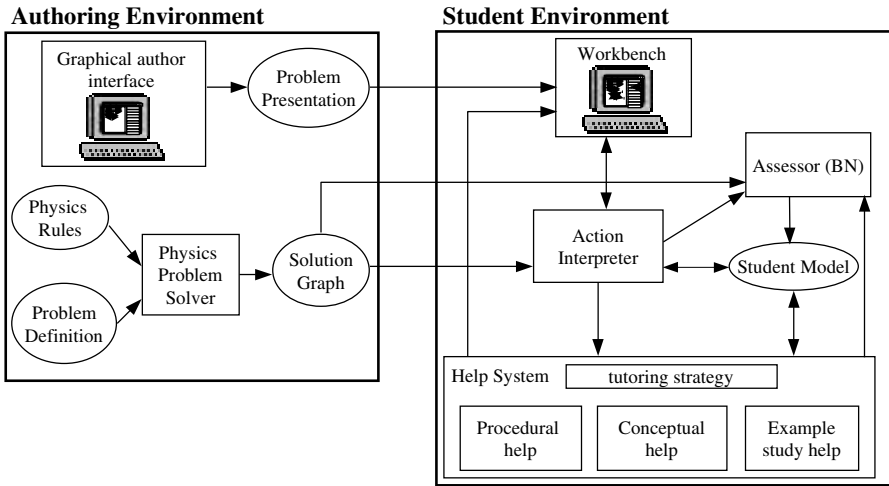 Authoring Environment
Graphical author
interface
Problem
Presentation
Physics
Rules
Physics
Problem
Solver
Solution
Graph
Problem
Definition
Student Environment
Workbench
Assessor (BN)
Action
Interpreter
Student Model
Help System
tutoring strategy
Procedural
help
Conceptual
help
Example
study help